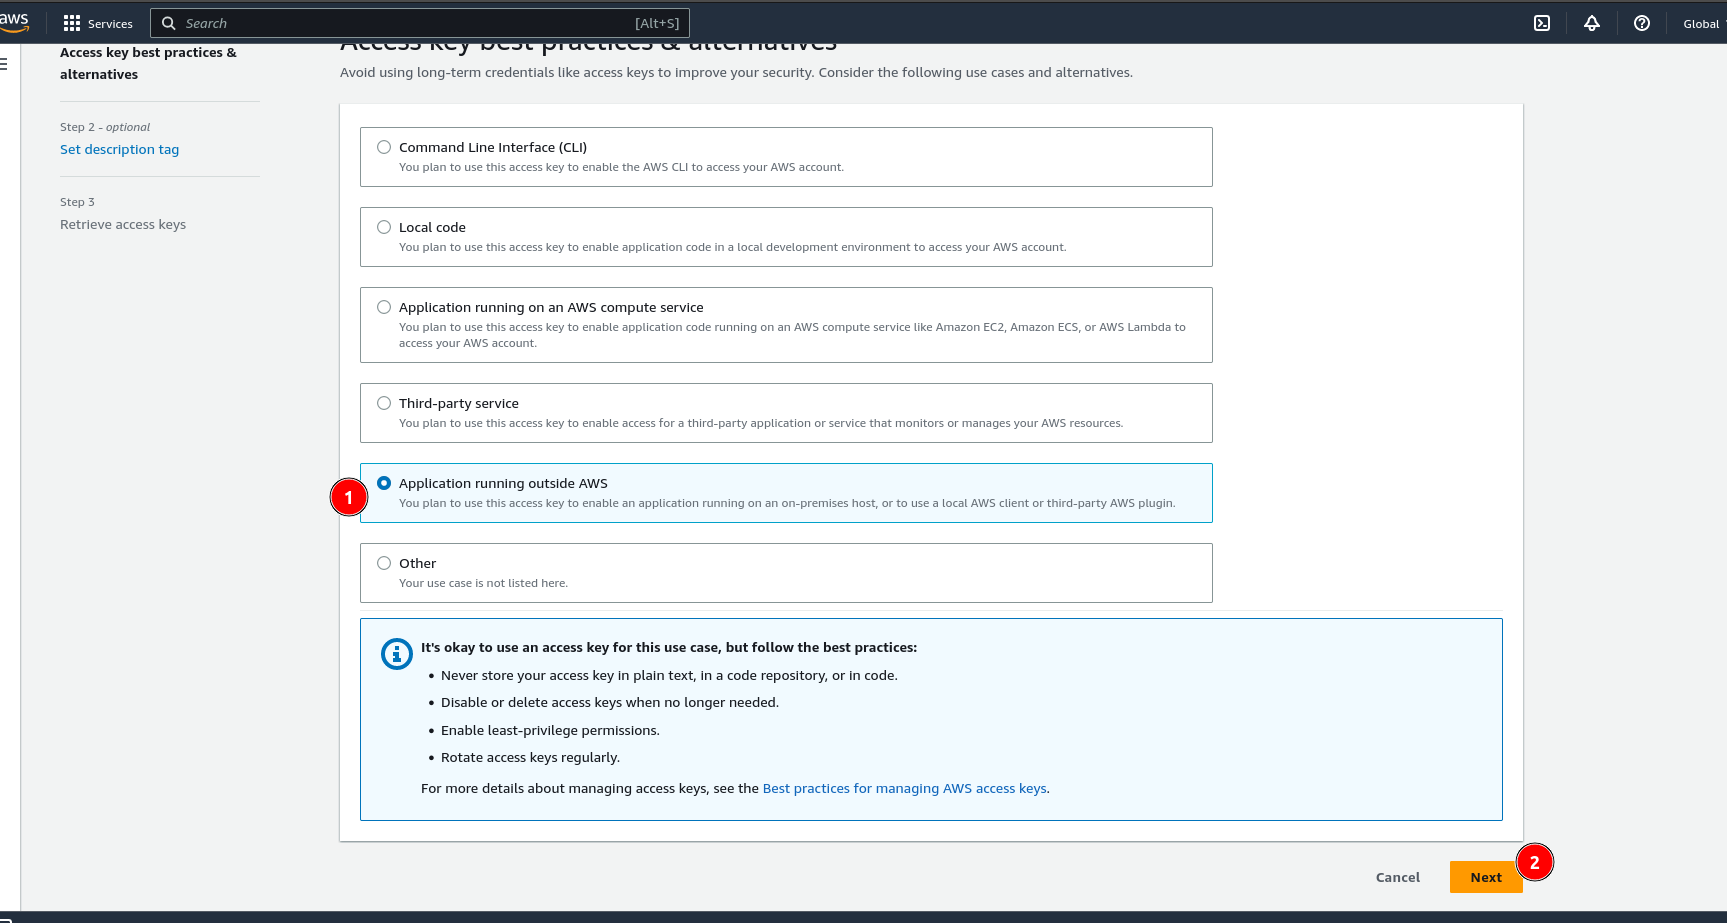 aws
Services
Search
[Alt+S]
Global
Access key best practices &
alternatives
Step 2 - optional
Set description tag
Step 3
Retrieve access keys
Access key best practices & alternatives
Avoid using long-term credentials like access keys to improve your security. Consider the following use cases and alternatives.
Command Line Interface (CLI)
You plan to use this access key to enable the AWS CLI to access your AWS account.
Local code
You plan to use this access key to enable application code in a local development environment to access your AWS account.
Application running on an AWS compute service
You plan to use this access key to enable application code running on an AWS compute service like Amazon EC2, Amazon ECS, or AWS Lambda to
access your AWS account.
Third-party service
You plan to use this access key to enable access for a third-party application or service that monitors or manages your AWS resources.
1
Application running outside AWS
You plan to use this access key to enable an application running on an on-premises host, or to use a local AWS client or third-party AWS plugin.
Other
Your use case is not listed here.
It's okay to use an access key for this use case, but follow the best practices:
• Never store your access key in plain text, in a code repository, or in code.
• Disable or delete access keys when no longer needed.
• Enable least-privilege permissions.
• Rotate access keys regularly.
For more details about managing access keys, see the Best practices for managing AWS access keys.
Cancel
Next
2